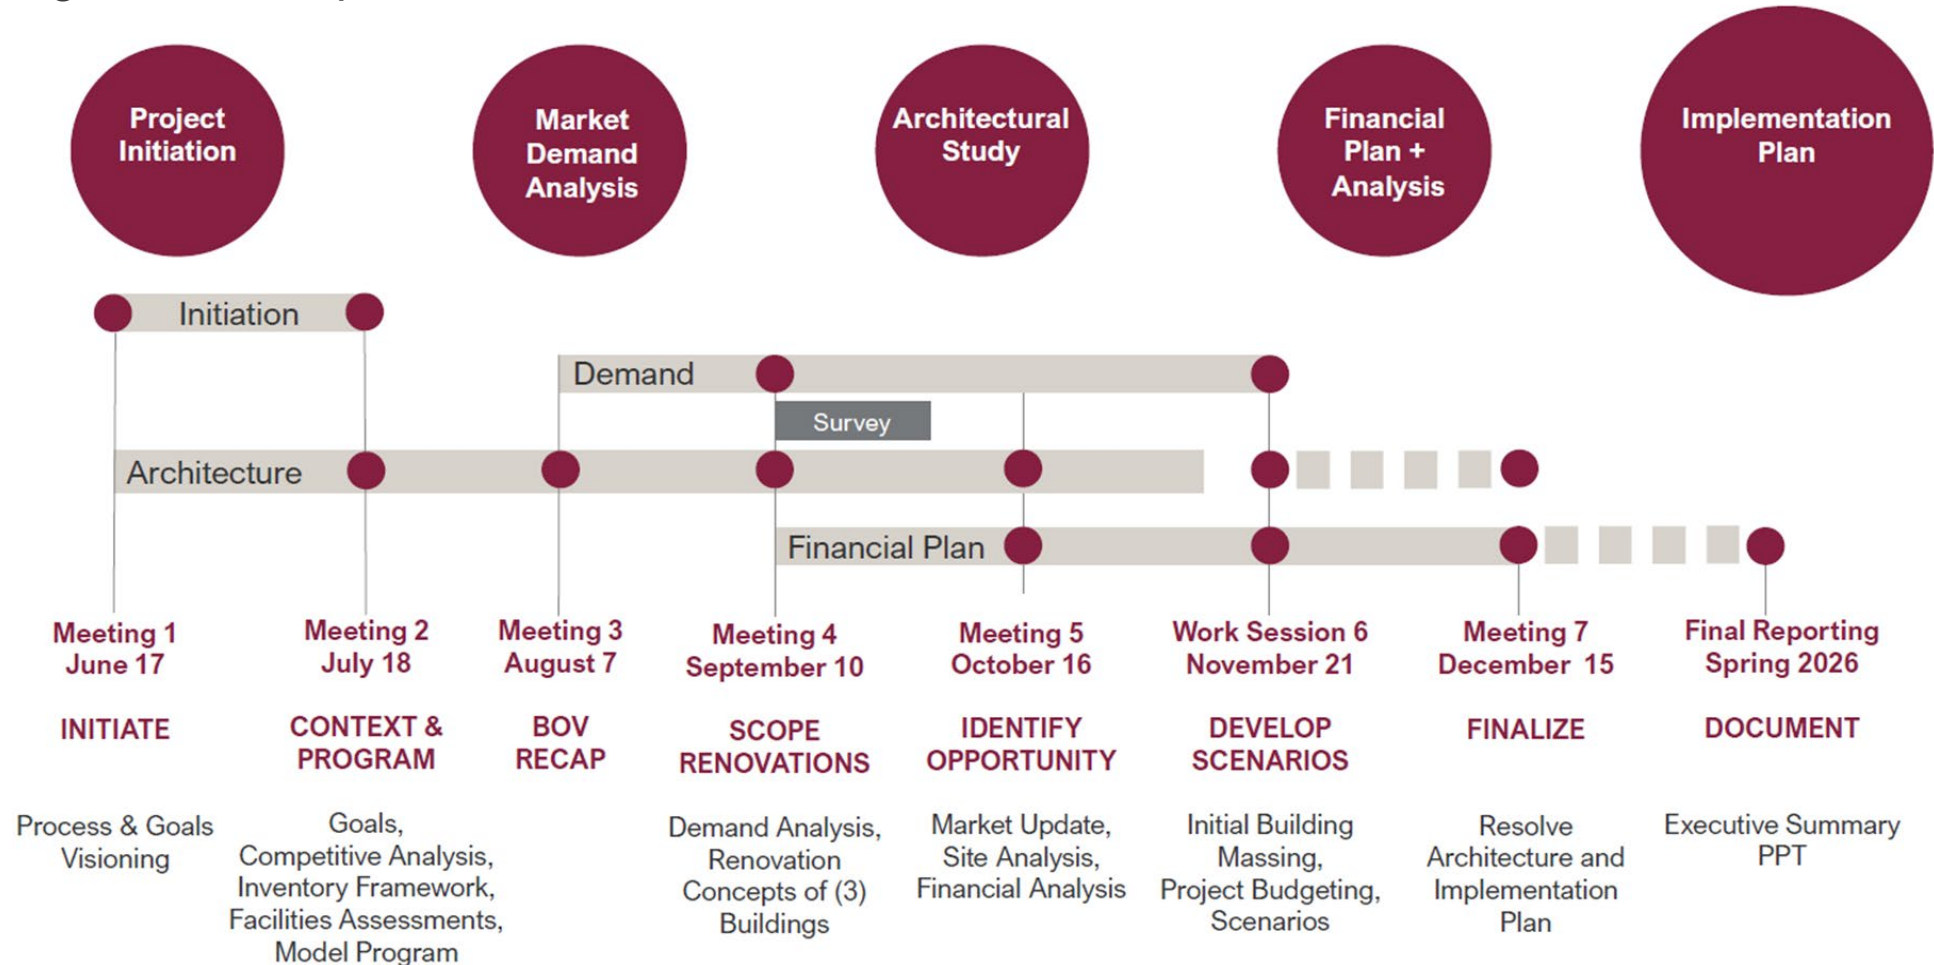 Project
Initiation
Market
Demand
Analysis
Architectural
Study
Financial
Plan +
Analysis
Implementation
Plan
Initiation
Demand
Survey
Architecture
Financial Plan
Meeting 1
June 17
INITIATE
Process & Goals
Visioning
Meeting 2
July 18
CONTEXT &
PROGRAM
Goals,
Competitive Analysis,
Inventory Framework,
Facilities Assessments,
Model Program
Meeting 3
August 7
BOV
RECAP
Meeting 4
September 10
SCOPE
RENOVATIONS
Demand Analysis,
Renovation
Concepts of (3)
Buildings
Meeting 5
October 16
IDENTIFY
OPPORTUNITY
Market Update,
Site Analysis,
Financial Analysis
Work Session 6
November 21
DEVELOP
SCENARIOS
Initial Building
Massing,
Project Budgeting,
Scenarios
Meeting 7
December 15
FINALIZE
Resolve
Architecture and
Implementation
Plan
Final Reporting
Spring 2026
DOCUMENT
Executive Summary
PPT